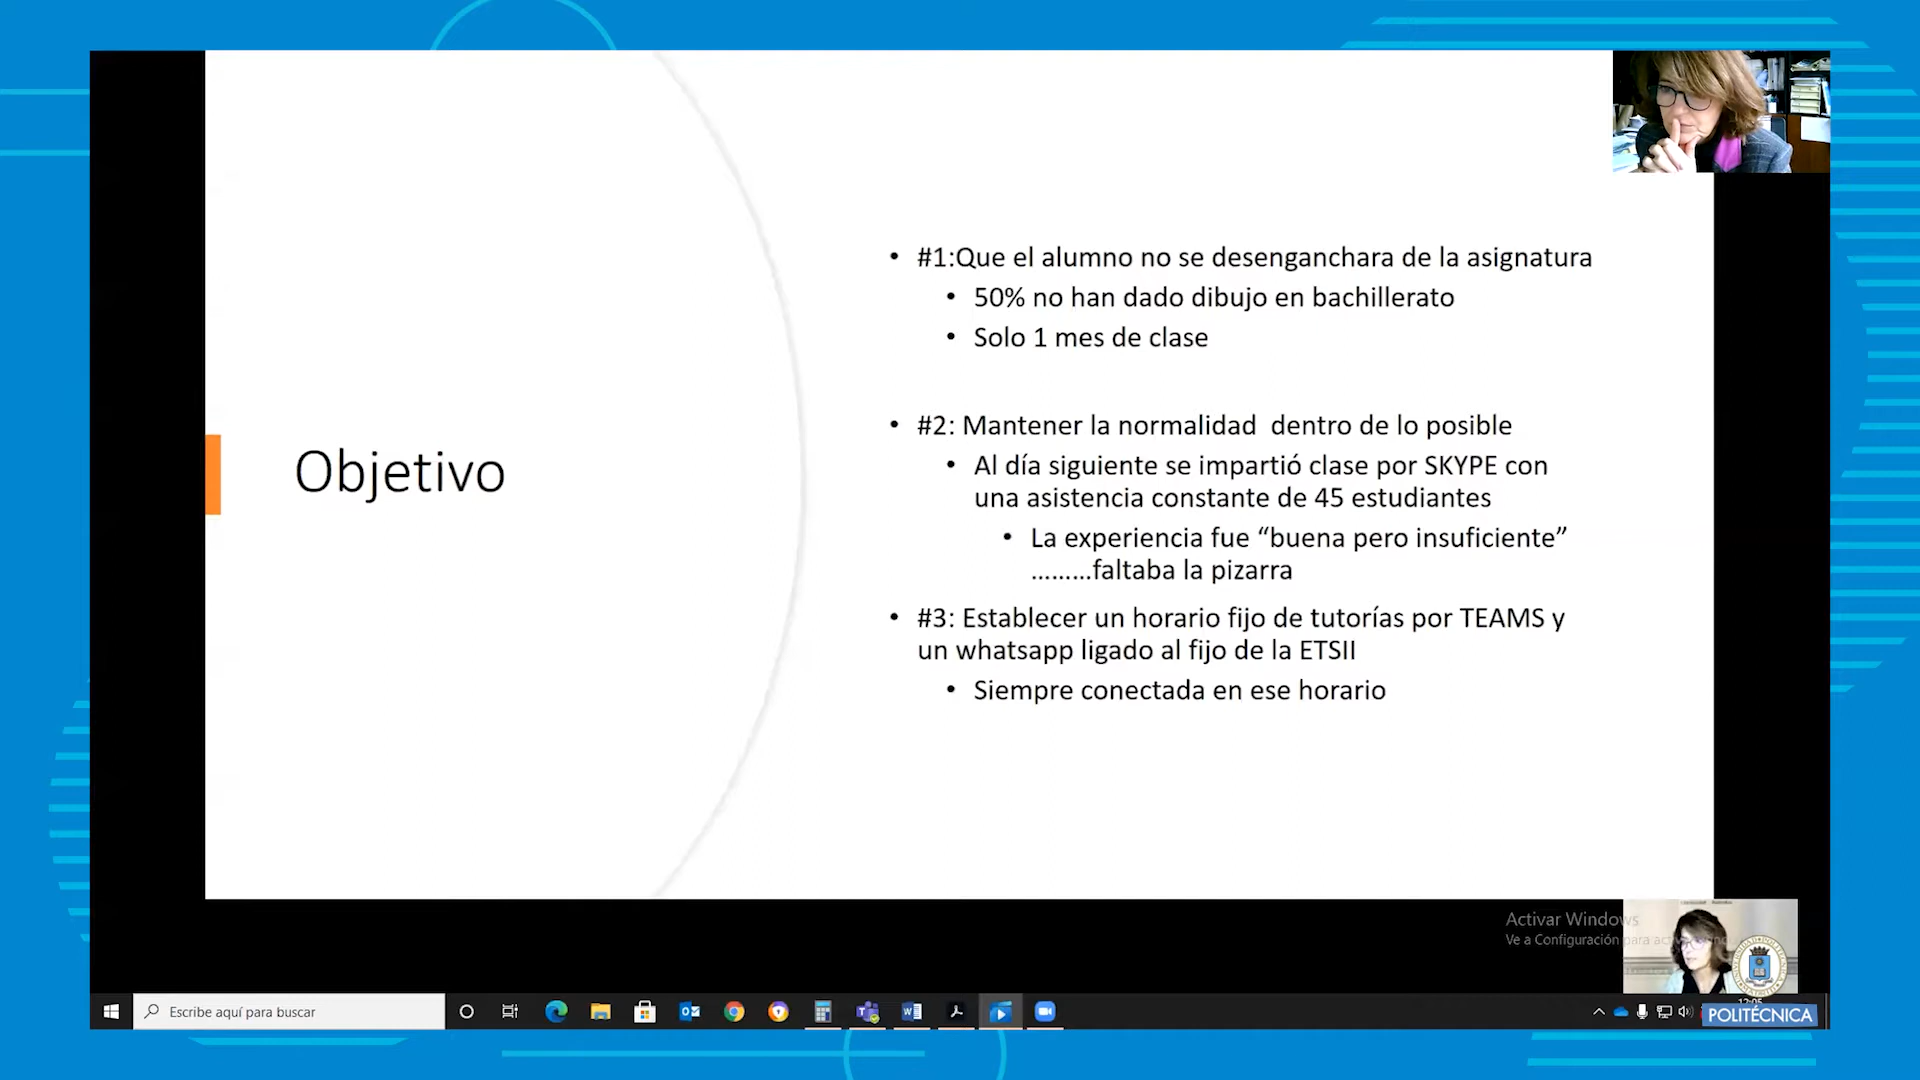 #1:Que el alumno no se desenganchara de la asignatura
50% no han dado dibujo en bachillerato
Solo 1 mes de clase
Objetivo
#2: Mantener la normalidad dentro de lo posible
Al día siguiente se impartió clase por SKYPE con
una asistencia constante de 45 estudiantes
La experiencia fue “buena pero insuficiente”
………faltaba la pizarra
#3: Establecer un horario fijo de tutorías por TEAMS y
un whatsapp ligado al fijo de la ETSII
Siempre conectada en ese horario
Activar Windows
Ve a Configuración para
Escribe aquí para buscar
12:05
POLITÉCNICA